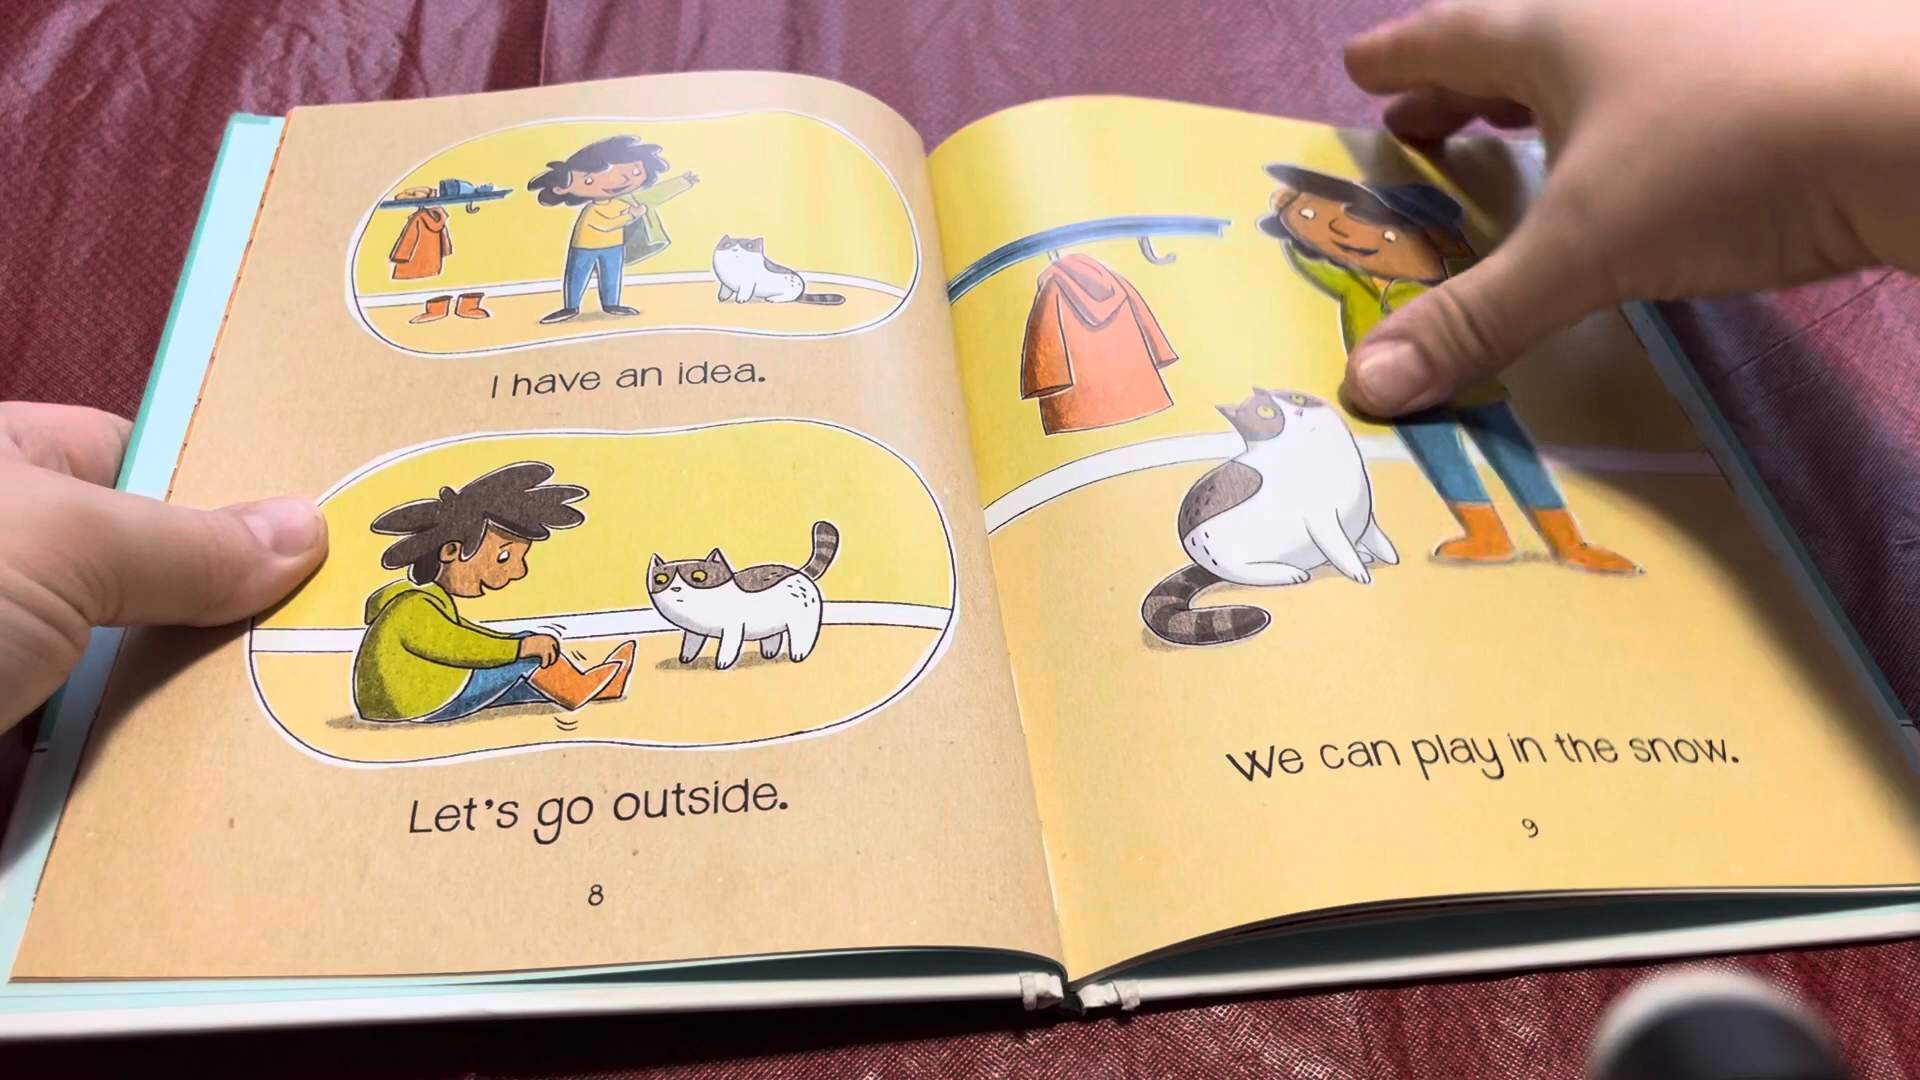 I have an idea.
Let's go outside.
8
We can play in the snow.
9